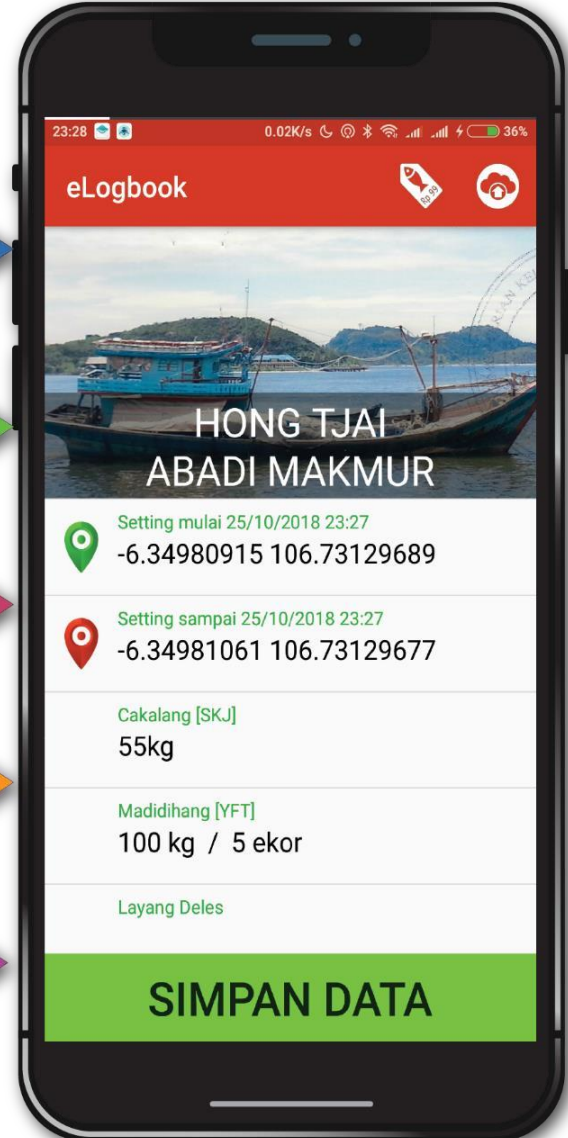 23:28 0.02K/s 36%
eLogbook
Rp 99
HONG TJAI
ABADI MAKMUR
Setting mulai 25/10/2018 23:27
-6.34980915 106.73129689
Setting sampai 25/10/2018 23:27
-6.34981061 106.73129677
Cakalang [SKJ]
55kg
Madidihang [YFT]
100 kg / 5 ekor
Layang Deles
SIMPAN DATA